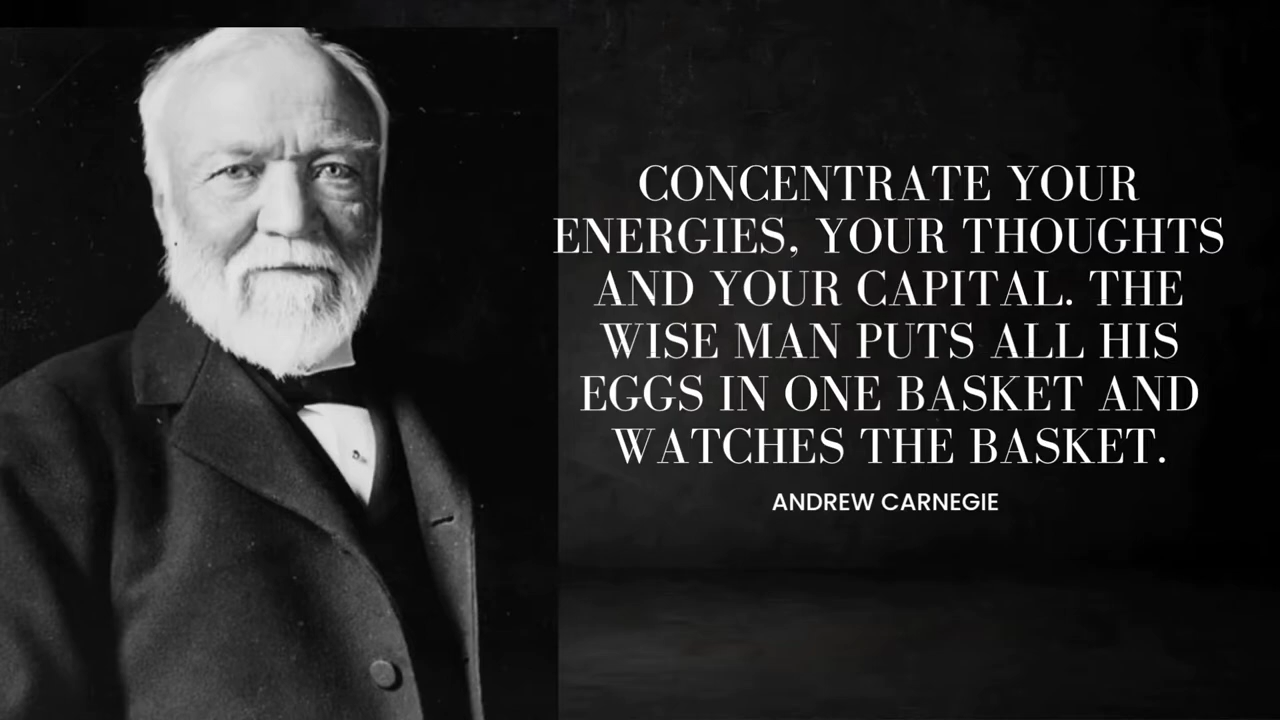 CONCENTRATE YOUR
ENERGIES, YOUR THOUGHTS
AND YOUR CAPITAL. THE
WISE MAN PUTS ALL HIS
EGGS IN ONE BASKET AND
WATCHES THE BASKET.
ANDREW CARNEGIE